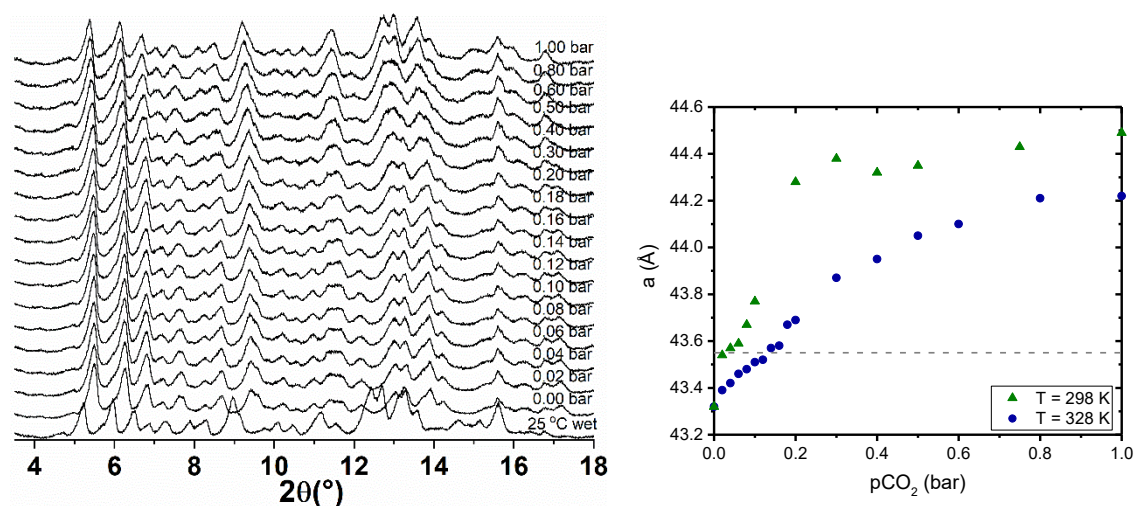 1.00 bar
0.80 bar
0.60 bar
0.50 bar
0.40 bar
0.30 bar
0.20 bar
0.18 bar
0.16 bar
0.14 bar
0.12 bar
0.10 bar
0.08 bar
0.06 bar
0.04 bar
0.02 bar
0.00 bar
25 °C wet
4 6 8 10 12 14 16 18
2θ(°)
44.6
44.4
44.2
44.0
43.8
43.6
43.4
43.2
a (Å)
T = 298 K
T = 328 K
0.0 0.2 0.4 0.6 0.8 1.0
pCO₂ (bar)